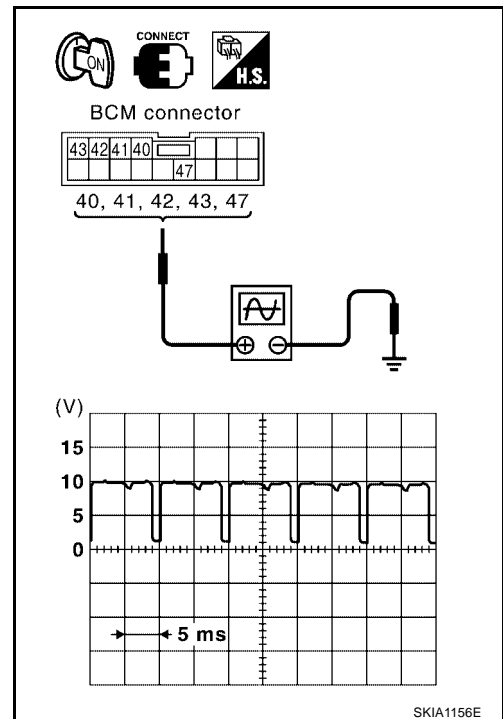 ON
CONNECT
H.S.
BCM connector
43 42 41 40
47
40, 41, 42, 43, 47
(V)
15
10
5
0
5 ms
SKIA1156E